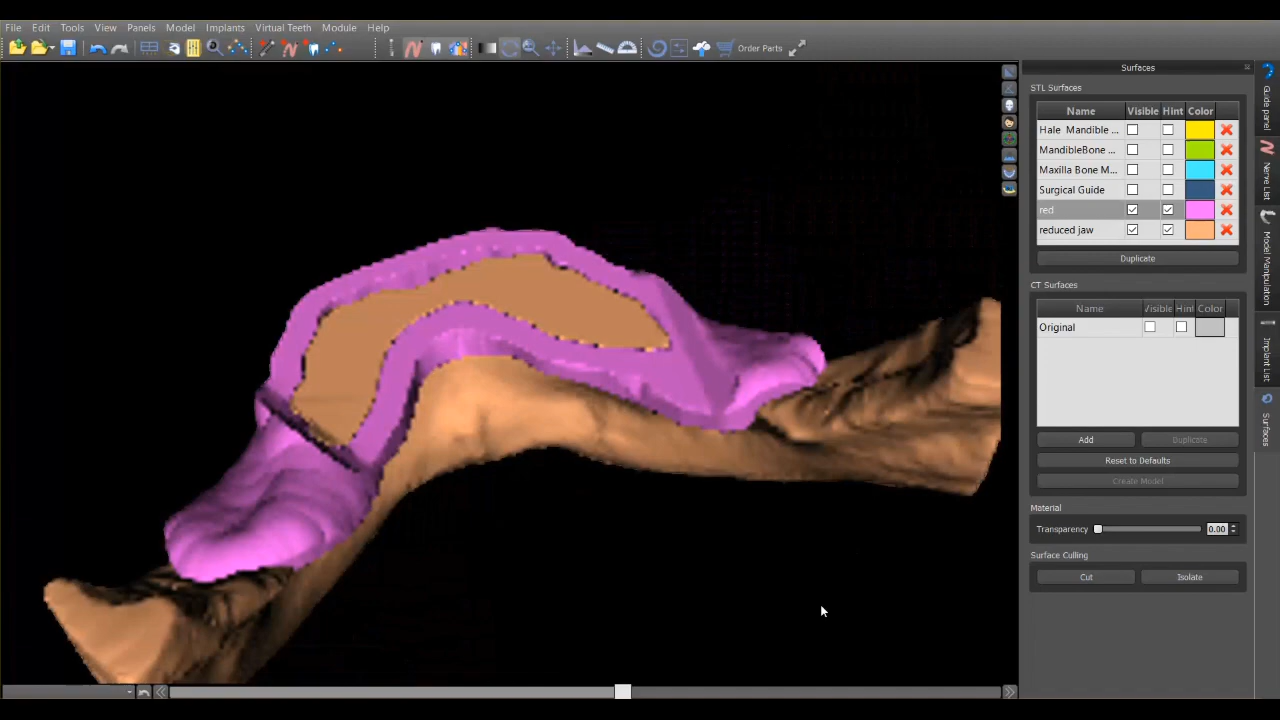 File Edit Tools View Panels Model Implants Virtual Teeth Module Help
Order Parts
Surfaces
STL Surfaces
Name Visible Hint Color
Hale Mandible ...
MandibleBone ...
Maxilla Bone M...
Surgical Guide
red
reduced jaw
Duplicate
CT Surfaces
Name Visible Hint Color
Original
Add Duplicate
Reset to Defaults
Create Model
Material
Transparency 0.00
Surface Culling
Cut Isolate
Guide panel
Nerve List
Model Manipulation
Implant List
Surfaces